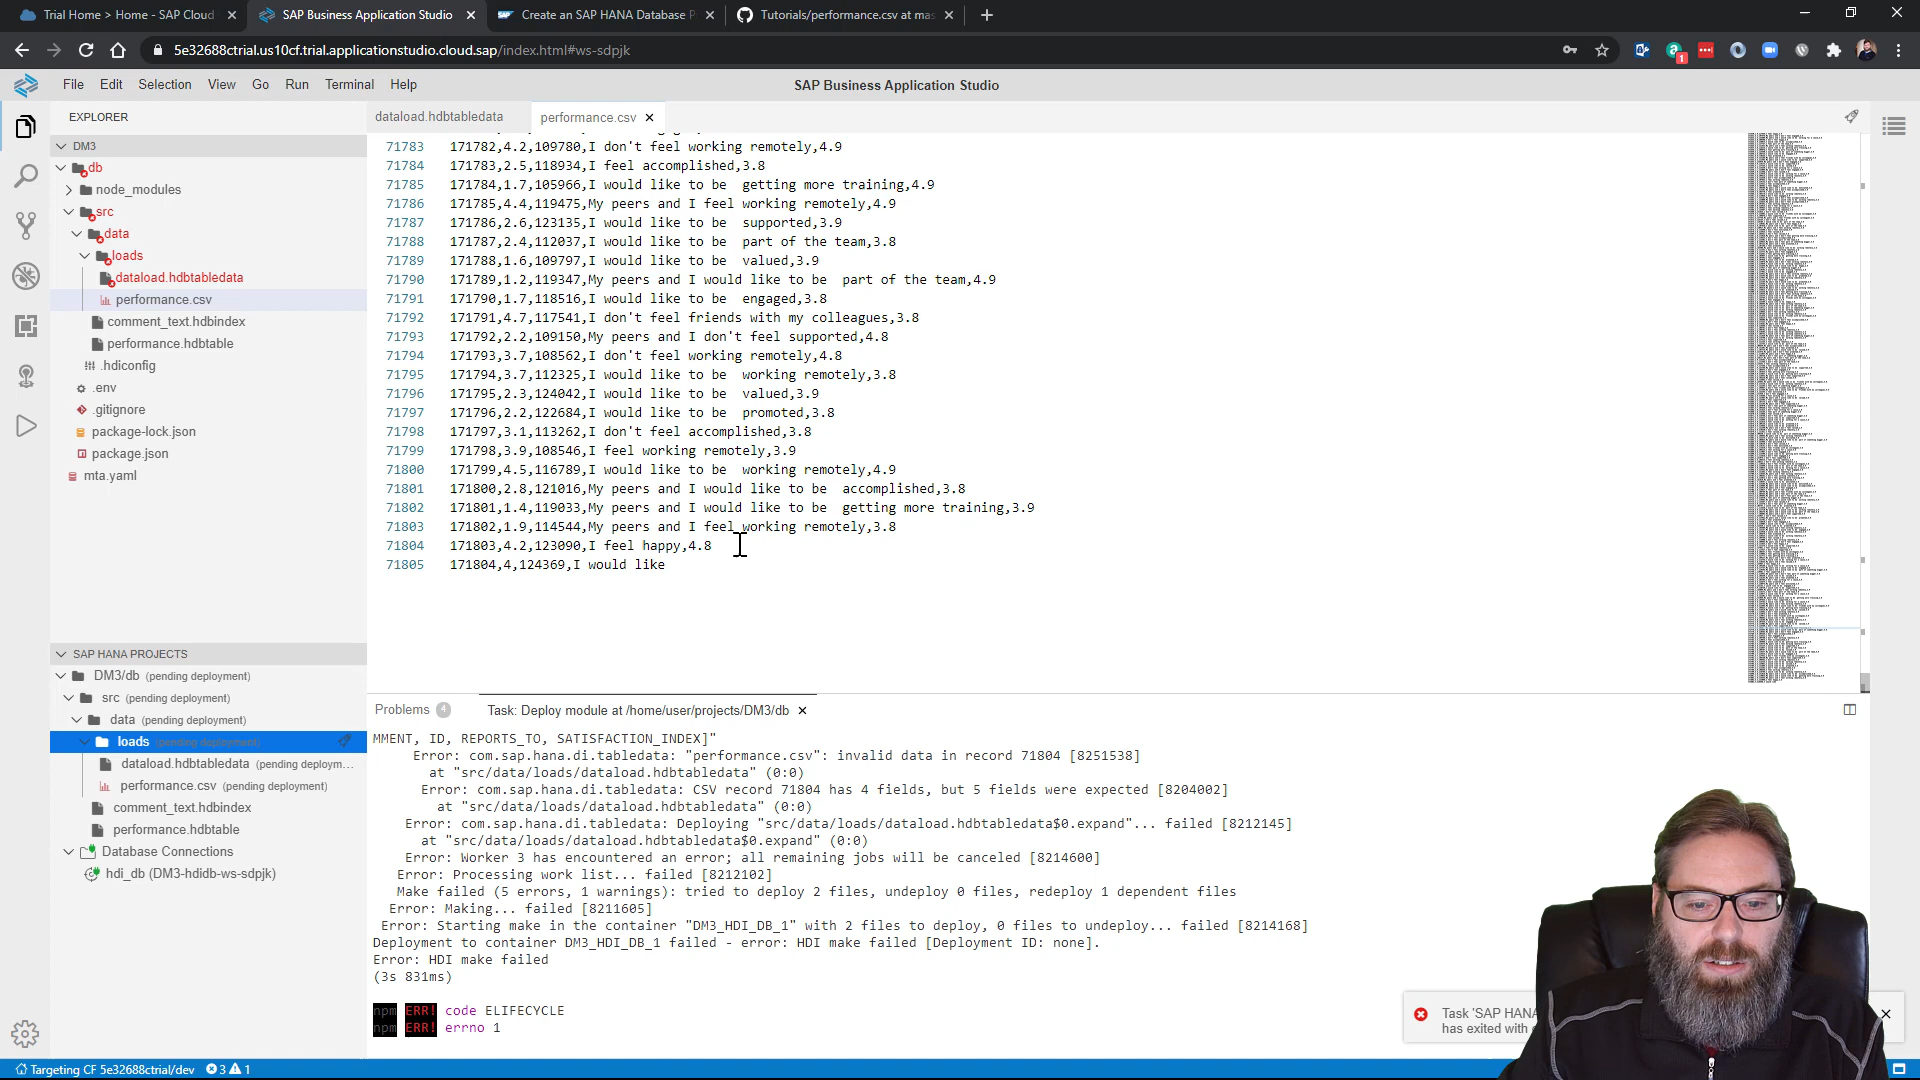 Trial Home > Home - SAP Cloud
SAP Business Application Studio
Create an SAP HANA Database P
Tutorials/performance.csv at mas
5e32688ctrial.us10cf.trial.applicationstudio.cloud.sap/index.html#ws-sdpjk
1
File Edit Selection View Go Run Terminal Help
SAP Business Application Studio
EXPLORER
DM3
db
node_modules
src
data
loads
dataload.hdbtabledata
performance.csv
comment_text.hdbindex
performance.hdbtable
.hdiconfig
.env
.gitignore
package-lock.json
package.json
mta.yaml
SAP HANA PROJECTS
DM3/db (pending deployment)
src (pending deployment)
data (pending deployment)
loads (pending deployment)
dataload.hdbtabledata (pending deploym...
performance.csv (pending deployment)
comment_text.hdbindex
performance.hdbtable
Database Connections
hdi_db (DM3-hdidb-ws-sdpjk)
dataload.hdbtabledata
performance.csv
71783 171782,4.2,109780,I don't feel working remotely,4.9
71784 171783,2.5,118934,I feel accomplished,3.8
71785 171784,1.7,105966,I would like to be  getting more training,4.9
71786 171785,4.4,119475,My peers and I feel working remotely,4.9
71787 171786,2.6,123135,I would like to be  supported,3.9
71788 171787,2.4,112037,I would like to be  part of the team,3.8
71789 171788,1.6,109797,I would like to be  valued,3.9
71790 171789,1.2,119347,My peers and I would like to be  part of the team,4.9
71791 171790,1.7,118516,I would like to be  engaged,3.8
71792 171791,4.7,117541,I don't feel friends with my colleagues,3.8
71793 171792,2.2,109150,My peers and I don't feel supported,4.8
71794 171793,3.7,108562,I don't feel working remotely,4.8
71795 171794,3.7,112325,I would like to be  working remotely,3.8
71796 171795,2.3,124042,I would like to be  valued,3.9
71797 171796,2.2,122684,I would like to be  promoted,3.8
71798 171797,3.1,113262,I don't feel accomplished,3.8
71799 171798,3.9,108546,I feel working remotely,3.9
71800 171799,4.5,116789,I would like to be  working remotely,4.9
71801 171800,2.8,121016,My peers and I would like to be  accomplished,3.8
71802 171801,1.4,119033,My peers and I would like to be  getting more training,3.9
71803 171802,1.9,114544,My peers and I feel working remotely,3.8
71804 171803,4.2,123090,I feel happy,4.8
71805 171804,4,124369,I would like
Problems 4
Task: Deploy module at /home/user/projects/DM3/db
MMENT, ID, REPORTS_TO, SATISFACTION_INDEX]"
Error: com.sap.hana.di.tabledata: "performance.csv": invalid data in record 71804 [8251538]
at "src/data/loads/dataload.hdbtabledata" (0:0)
Error: com.sap.hana.di.tabledata: CSV record 71804 has 4 fields, but 5 fields were expected [8204002]
at "src/data/loads/dataload.hdbtabledata" (0:0)
Error: com.sap.hana.di.tabledata: Deploying "src/data/loads/dataload.hdbtabledata$0.expand"... failed [8212145]
at "src/data/loads/dataload.hdbtabledata$0.expand" (0:0)
Error: Worker 3 has encountered an error; all remaining jobs will be canceled [8214600]
Error: Processing work list... failed [8212102]
Make failed (5 errors, 1 warnings): tried to deploy 2 files, undeploy 0 files, redeploy 1 dependent files
Error: Making... failed [8211605]
Error: Starting make in the container "DM3_HDI_DB_1" with 2 files to deploy, 0 files to undeploy... failed [8214168]
Deployment to container DM3_HDI_DB_1 failed - error: HDI make failed [Deployment ID: none].
Error: HDI make failed
(3s 831ms)
npm ERR! code ELIFECYCLE
npm ERR! errno 1
Task 'SAP HANA
has exited with
Targeting CF 5e32688ctrial/dev 3 1